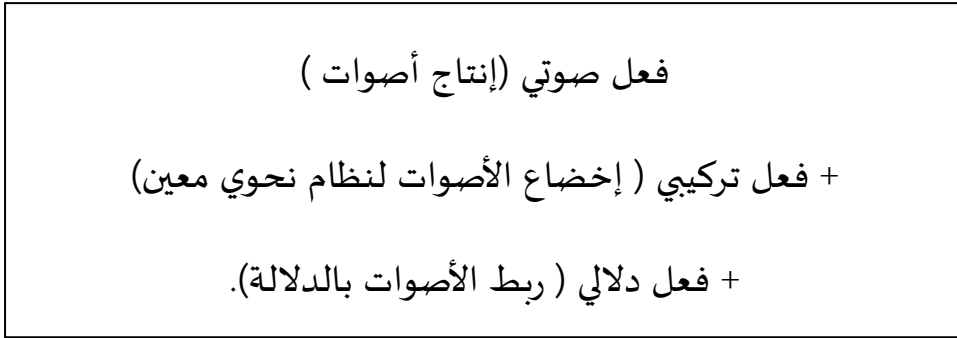 فعل صوتي (إنتاج أصوات )
+ فعل تركيبي ( إخضاع الأصوات لنظام نحوي معين)
+ فعل دلالي ( ربط الأصوات بالدلالة).